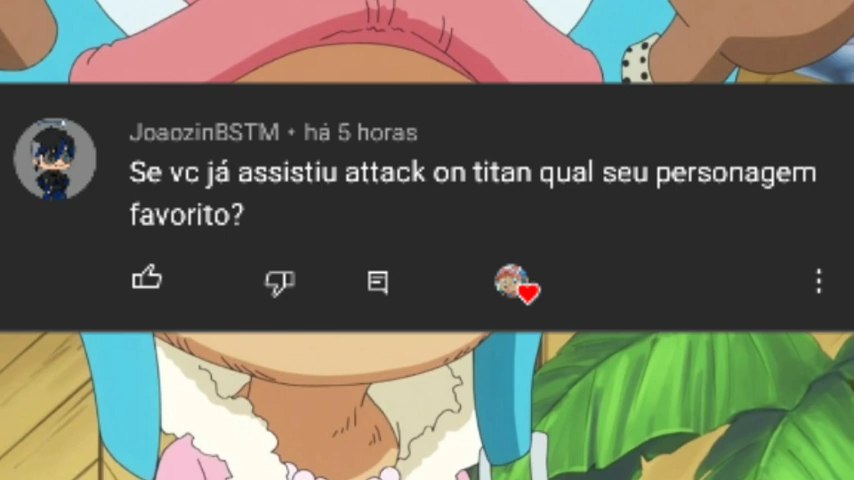 JoaozinBSTM • há 5 horas
Se vc já assistiu attack on titan qual seu personagem
favorito?